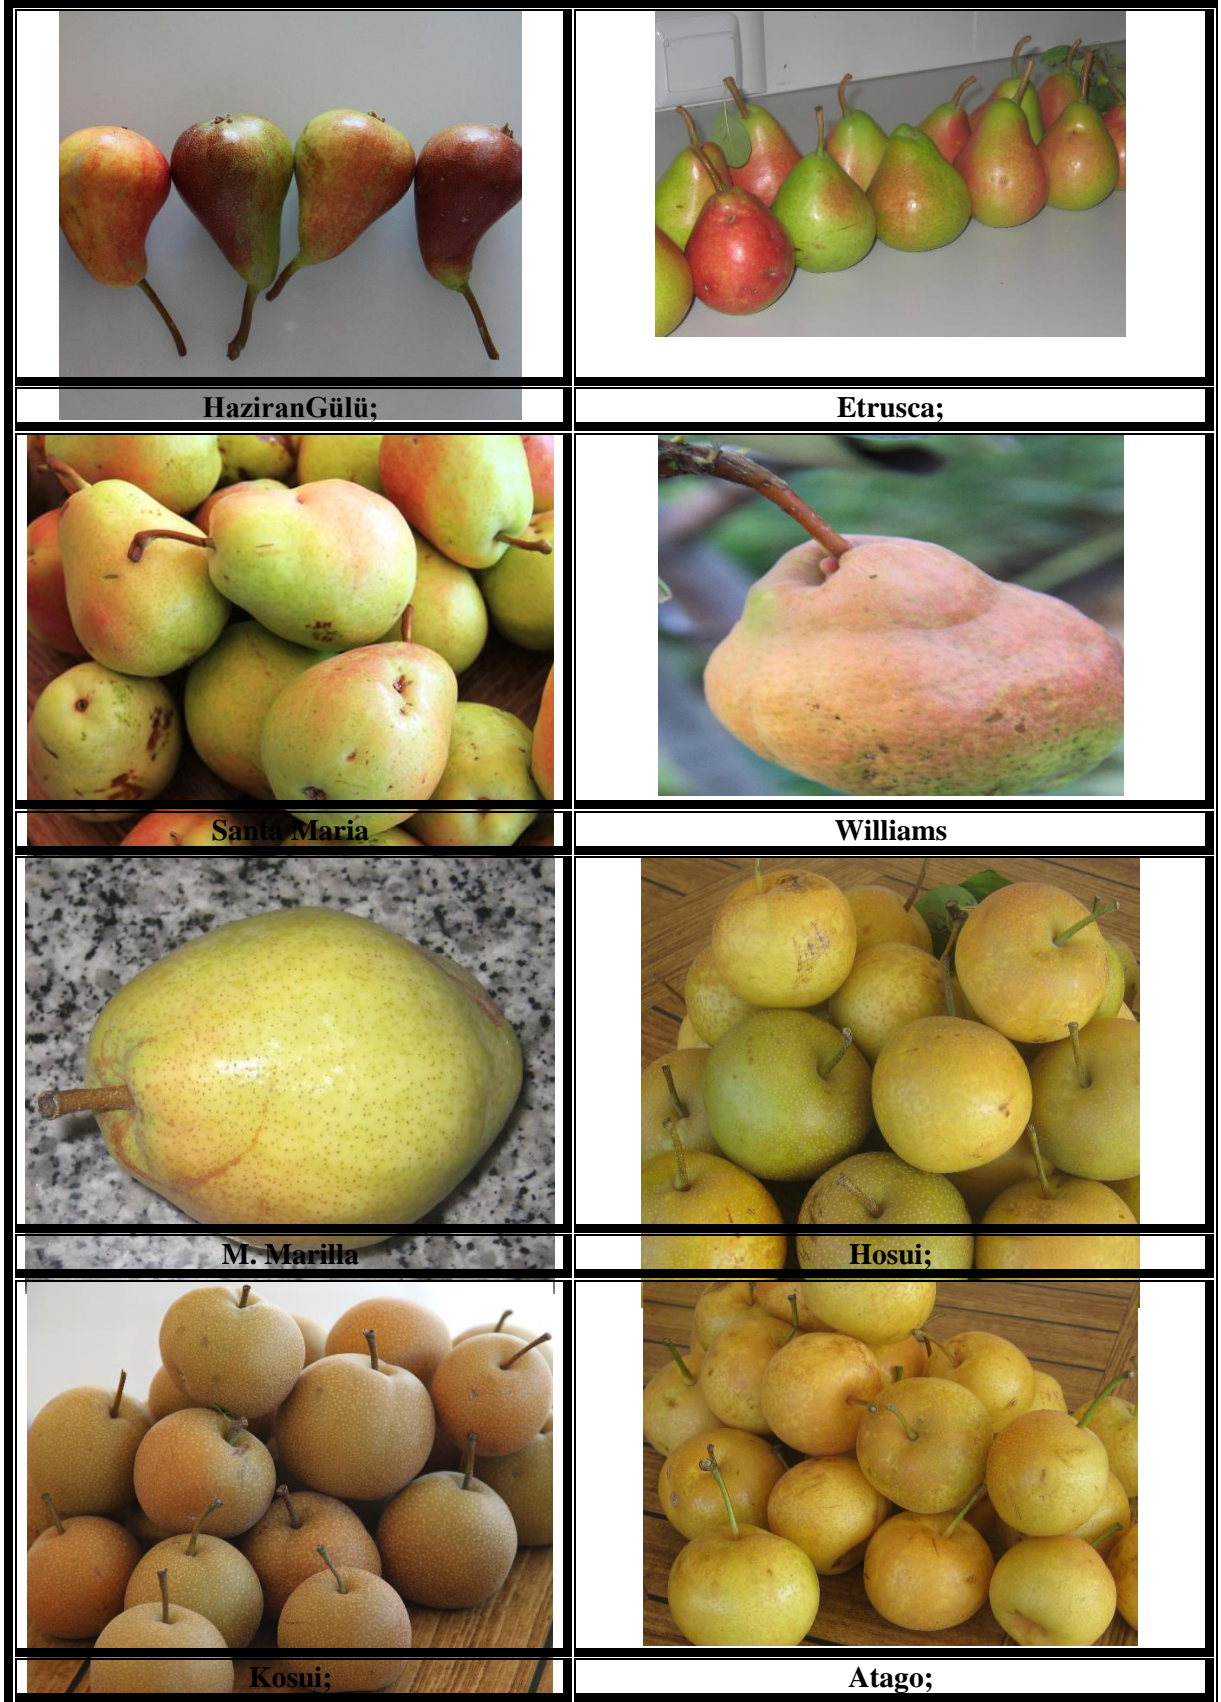 HaziranGülü;
Etrusca;
Santa Maria
Williams
M. Marilla
Hosui;
Kosui;
Atago;